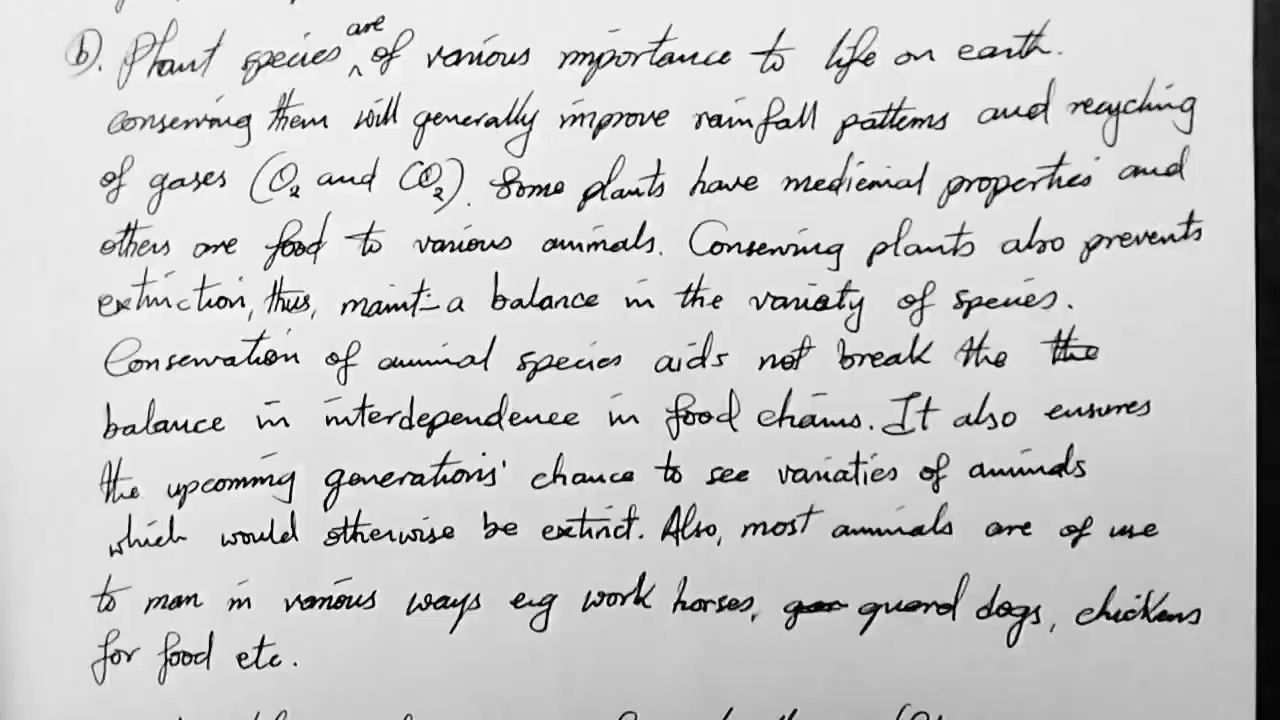 b). Plant species are of various importance to life on earth.
conserving them will generally improve rainfall patterns and recycling
of gases (O₂ and CO₂). Some plants have medicinal properties and
others are food to various animals. Conserving plants also prevents
extinction, thus, maint- a balance in the variaty of species.
Conservation of animal species aids not break the the
balance in interdependence in food chains. It also ensures
the upcoming generations' chance to see variaties of animals
which would otherwise be extinct. Also, most animals are of use
to man in various ways eg work horses, guard dogs, chickens
for food etc.